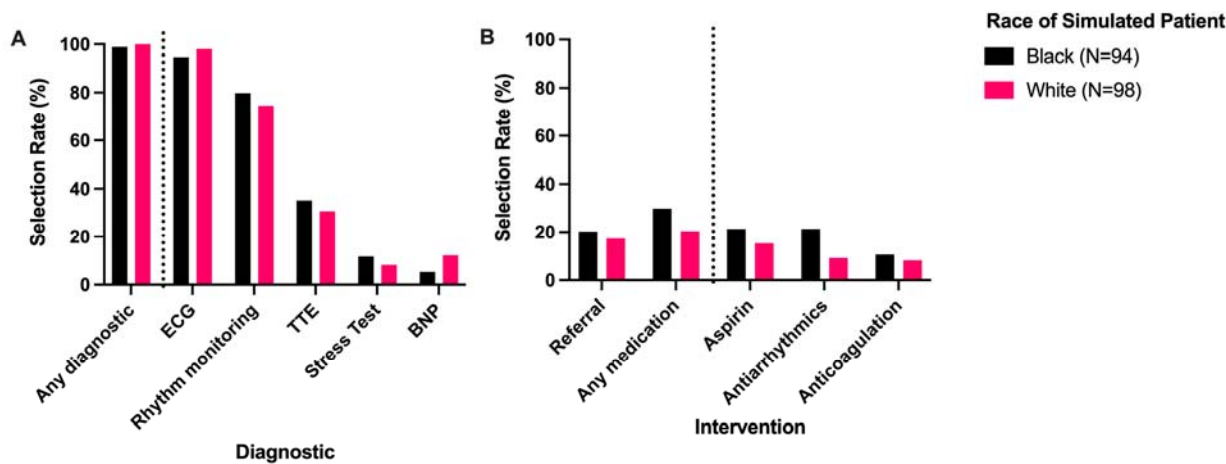 A
Selection Rate (%)
100
80
60
40
20
0
Any diagnostic
ECG
Rhythm monitoring
TTE
Stress Test
BNP
Diagnostic
B
Selection Rate (%)
100
80
60
40
20
0
Referral
Any medication
Aspirin
Antiarrhythmics
Anticoagulation
Intervention
Race of Simulated Patient
Black (N=94)
White (N=98)